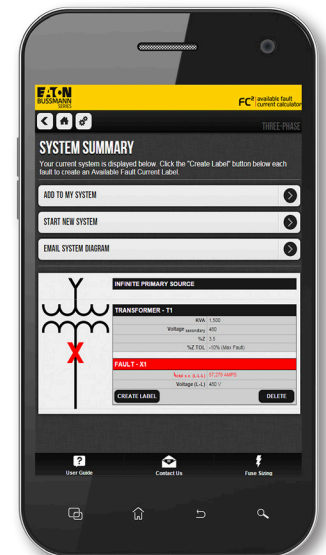 E·T·N
BUSSMANN
SERIES
FC² available fault
current calculator
THREE-PHASE
SYSTEM SUMMARY
Your current system is displayed below. Click the "Create Label" button below each
fault to create an Available Fault Current Label.
ADD TO MY SYSTEM
START NEW SYSTEM
EMAIL SYSTEM DIAGRAM
INFINITE PRIMARY SOURCE
TRANSFORMER - T1
KVA 1,500
Voltage secondary 480
%Z 3.5
%Z TOL -10% (Max Fault)
X
FAULT - X1
57,279 AMPS
Voltage (L-L) 480 V
CREATE LABEL DELETE
? User Guide
Contact Us
Fuse Sizing